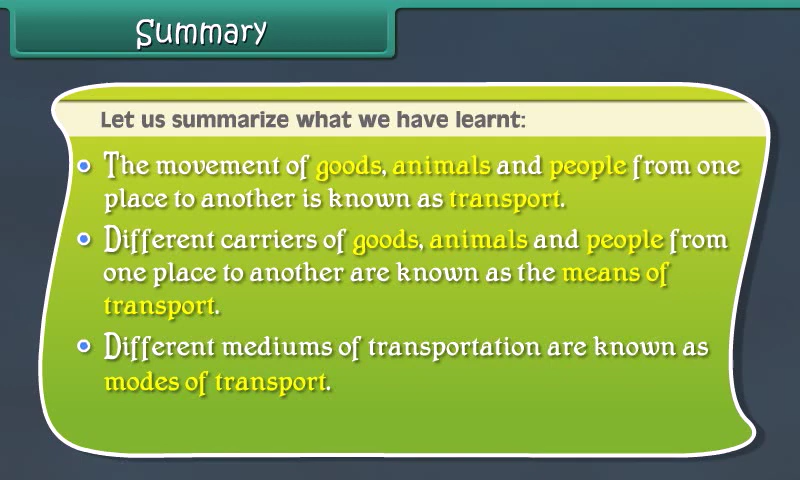 Summary
Let us summarize what we have learnt:
The movement of goods, animals and people from one
place to another is known as transport.
Different carriers of goods, animals and people from
one place to another are known as the means of
transport.
Different mediums of transportation are known as
modes of transport.